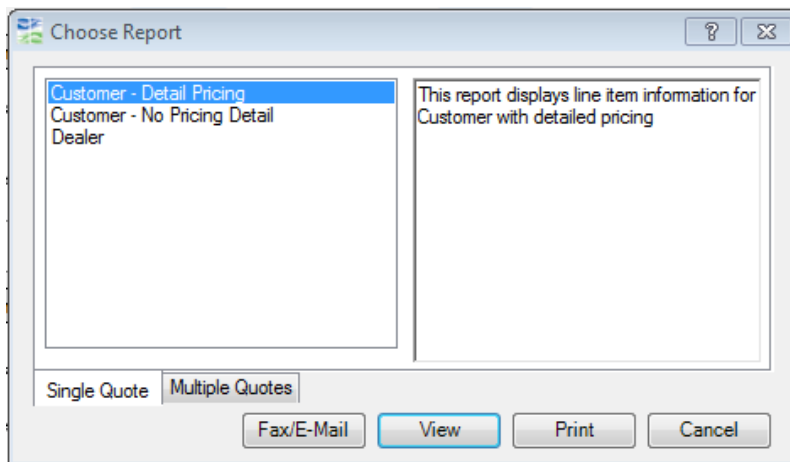 Choose Report
?
Customer - Detail Pricing
Customer - No Pricing Detail
Dealer
This report displays line item information for
Customer with detailed pricing
Single Quote
Multiple Quotes
Fax/E-Mail
View
Print
Cancel